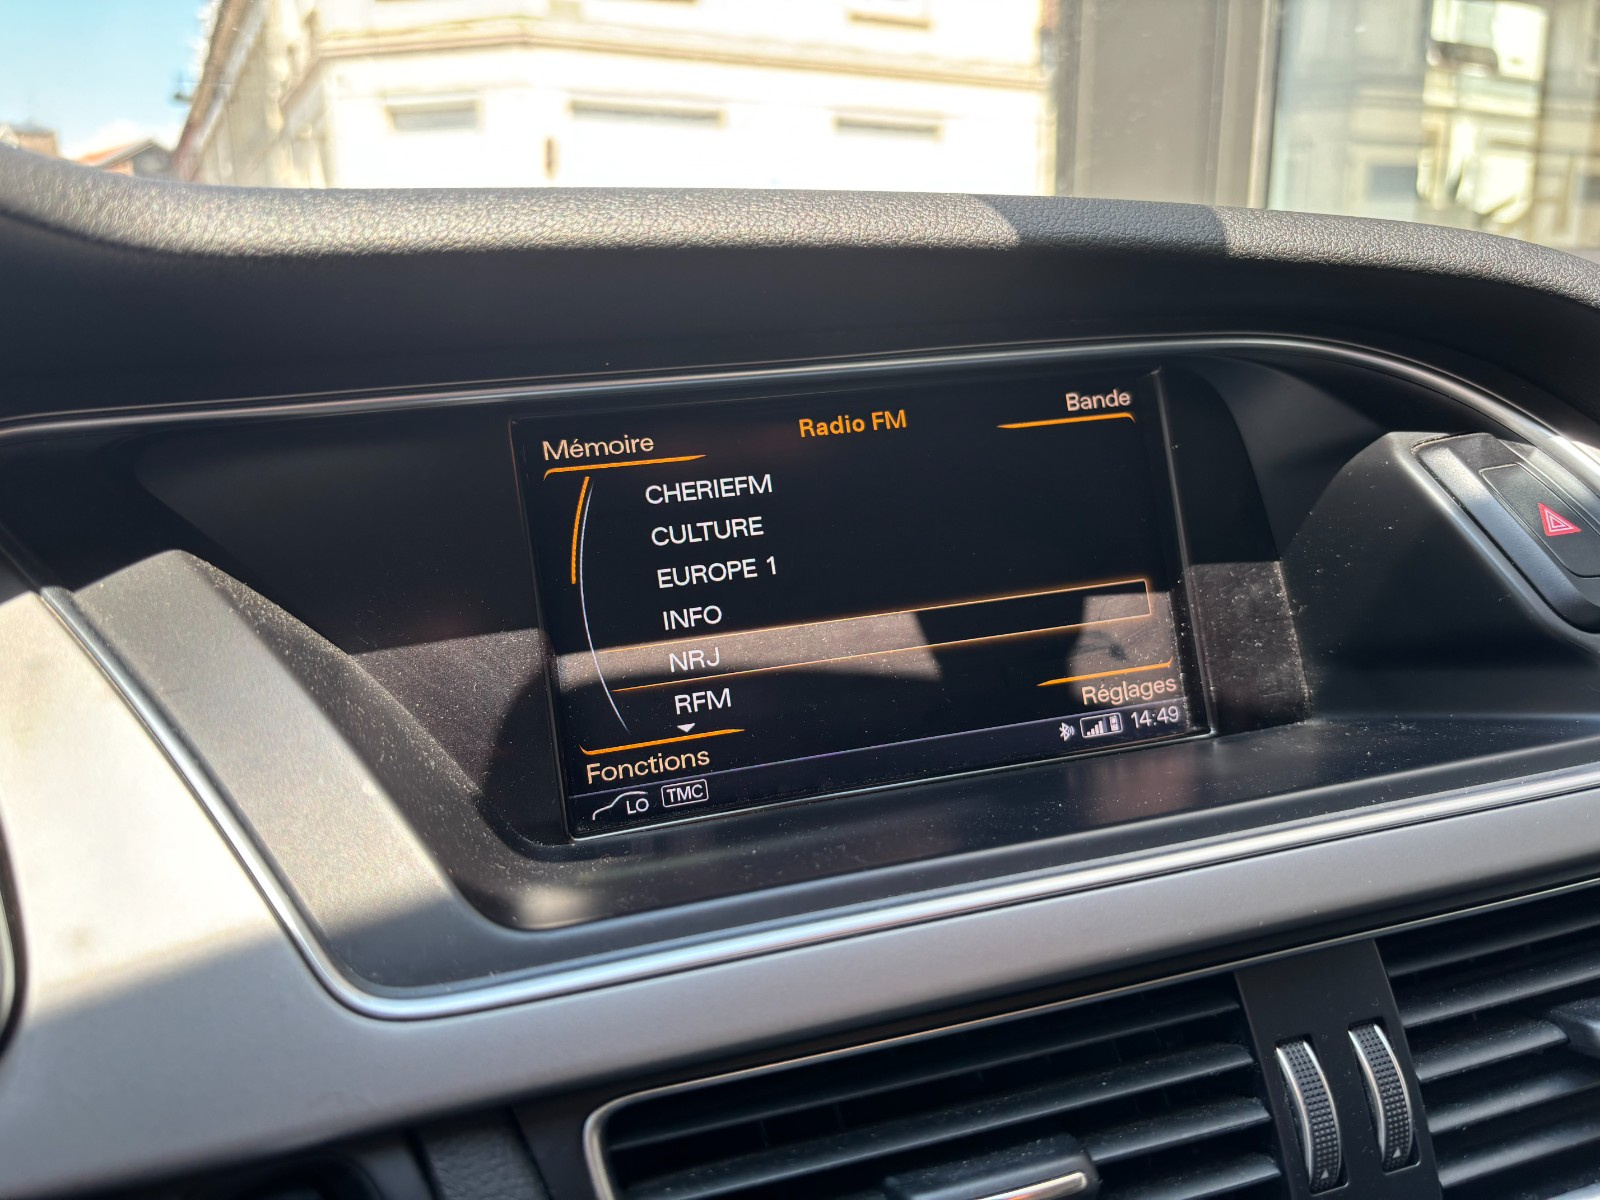 Radio FM
Bande
Mémoire
CHERIEFM
CULTURE
EUROPE 1
INFO
NRJ
RFM
Réglages
14:49
Fonctions
LO TMC